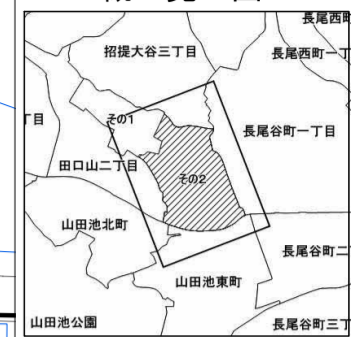 長尾西町
招提大谷三丁目
長尾西町一丁
丁目
その1
長尾谷町一丁目
田口山二丁目
その2
山田池北町
長尾谷町二
山田池東町
山田池公園
長尾谷町三丁